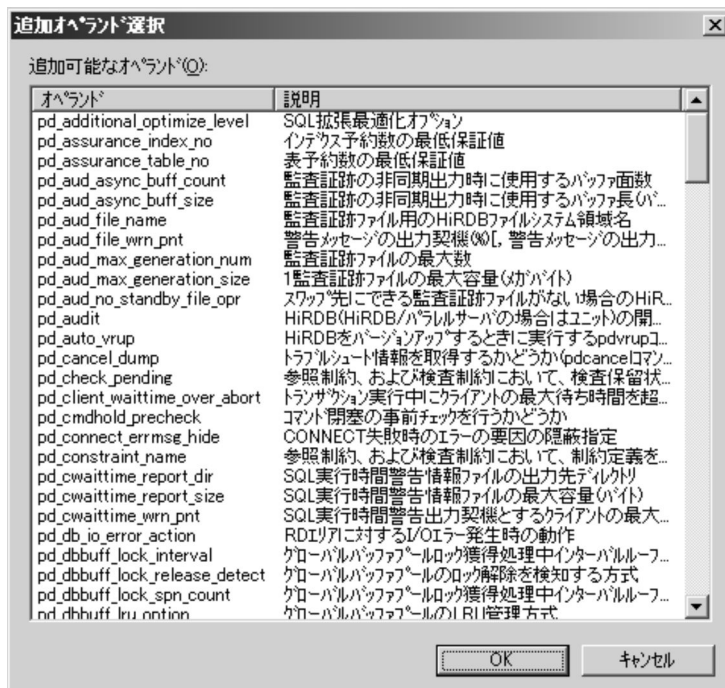 追加ｵﾍﾟﾗﾝﾄﾞ選択
追加可能なｵﾍﾟﾗﾝﾄﾞ(O):
ｵﾍﾟﾗﾝﾄﾞ 説明
pd_additional_optimize_level SQL拡張最適化ｵﾌﾟｼｮﾝ
pd_assurance_index_no ｲﾝﾃﾞｸｽ予約数の最低保証値
pd_assurance_table_no 表予約数の最低保証値
pd_aud_async_buff_count 監査証跡の非同期出力時に使用するﾊﾞｯﾌｧ面数
pd_aud_async_buff_size 監査証跡の非同期出力時に使用するﾊﾞｯﾌｧ長(ﾊﾞ...
pd_aud_file_name 監査証跡ﾌｧｲﾙ用のHiRDBﾌｧｲﾙｼｽﾃﾑ領域名
pd_aud_file_wrn_pnt 警告ﾒｯｾｰｼﾞの出力契機(%)[, 警告ﾒｯｾｰｼﾞの出力...
pd_aud_max_generation_num 監査証跡ﾌｧｲﾙの最大数
pd_aud_max_generation_size 1監査証跡ﾌｧｲﾙの最大容量(ﾒｶﾞﾊﾞｲﾄ)
pd_aud_no_standby_file_opr ｽﾜｯﾌﾟ先にできる監査証跡ﾌｧｲﾙがない場合のHiR...
pd_audit HiRDB(HiRDB/ﾊﾟﾗﾚﾙｻｰﾊﾞの場合はﾕﾆｯﾄ)の開...
pd_auto_vrup HiRDBをﾊﾞｰｼﾞｮﾝｱｯﾌﾟするときに実行するpdvrupｺ...
pd_cancel_dump ﾄﾗﾌﾞﾙｼｭｰﾄ情報を取得するかどうか(pdcancelｺﾏﾝ...
pd_check_pending 参照制約、および検査制約において、検査保留状...
pd_client_waittime_over_abort ﾄﾗﾝｻﾞｸｼｮﾝ実行中にｸﾗｲｱﾝﾄの最大待ち時間を超...
pd_cmdhold_precheck ｺﾏﾝﾄﾞ閉塞の事前ﾁｪｯｸを行うかどうか
pd_connect_errmsg_hide CONNECT失敗時のｴﾗｰの要因の隠蔽指定
pd_constraint_name 参照制約、および検査制約において、制約定義を...
pd_cwaittime_report_dir SQL実行時間警告情報ﾌｧｲﾙの出力先ﾃﾞｨﾚｸﾄﾘ
pd_cwaittime_report_size SQL実行時間警告情報ﾌｧｲﾙの最大容量(ﾊﾞｲﾄ)
pd_cwaittime_wrn_pnt SQL実行時間警告出力契機とするｸﾗｲｱﾝﾄの最大...
pd_db_io_error_action RDｴﾘｱに対するI/Oｴﾗｰ発生時の動作
pd_dbbuff_lock_interval ｸﾞﾛｰﾊﾞﾙﾊﾞｯﾌｧﾌﾟｰﾙﾛｯｸ獲得処理中ｲﾝﾀｰﾊﾞﾙﾙｰﾌ...
pd_dbbuff_lock_release_detect ｸﾞﾛｰﾊﾞﾙﾊﾞｯﾌｧﾌﾟｰﾙのﾛｯｸ解除を検知する方式
pd_dbbuff_lock_spn_count ｸﾞﾛｰﾊﾞﾙﾊﾞｯﾌｧﾌﾟｰﾙﾛｯｸ獲得処理中ｲﾝﾀｰﾊﾞﾙﾙｰﾌ...
pd_dbbuff_lru_option ｸﾞﾛｰﾊﾞﾙﾊﾞｯﾌｧﾌﾟｰﾙのLRU管理方式
OK ｷｬﾝｾﾙ